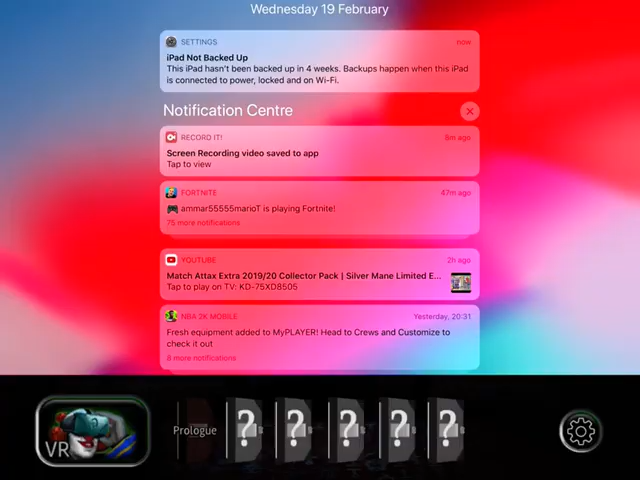 Wednesday 19 February
SETTINGS
now
iPad Not Backed Up
This iPad hasn't been backed up in 4 weeks. Backups happen when this iPad
is connected to power, locked and on Wi-Fi.
Notification Centre
RECORD IT!
6m ago
Screen Recording video saved to app
Tap to view
FORTNITE
47m ago
🎮 ammar55555marioT is playing Fortnite!
75 more notifications
YOUTUBE
2h ago
Match Attax Extra 2019/20 Collector Pack | Silver Mane Limited E...
Tap to play on TV: KD-75XD8505
NBA 2K MOBILE
Yesterday, 20:31
Fresh equipment added to MyPLAYER! Head to Crews and Customize to
check it out
8 more notifications
VR
Prologue
? ? ? ? ?